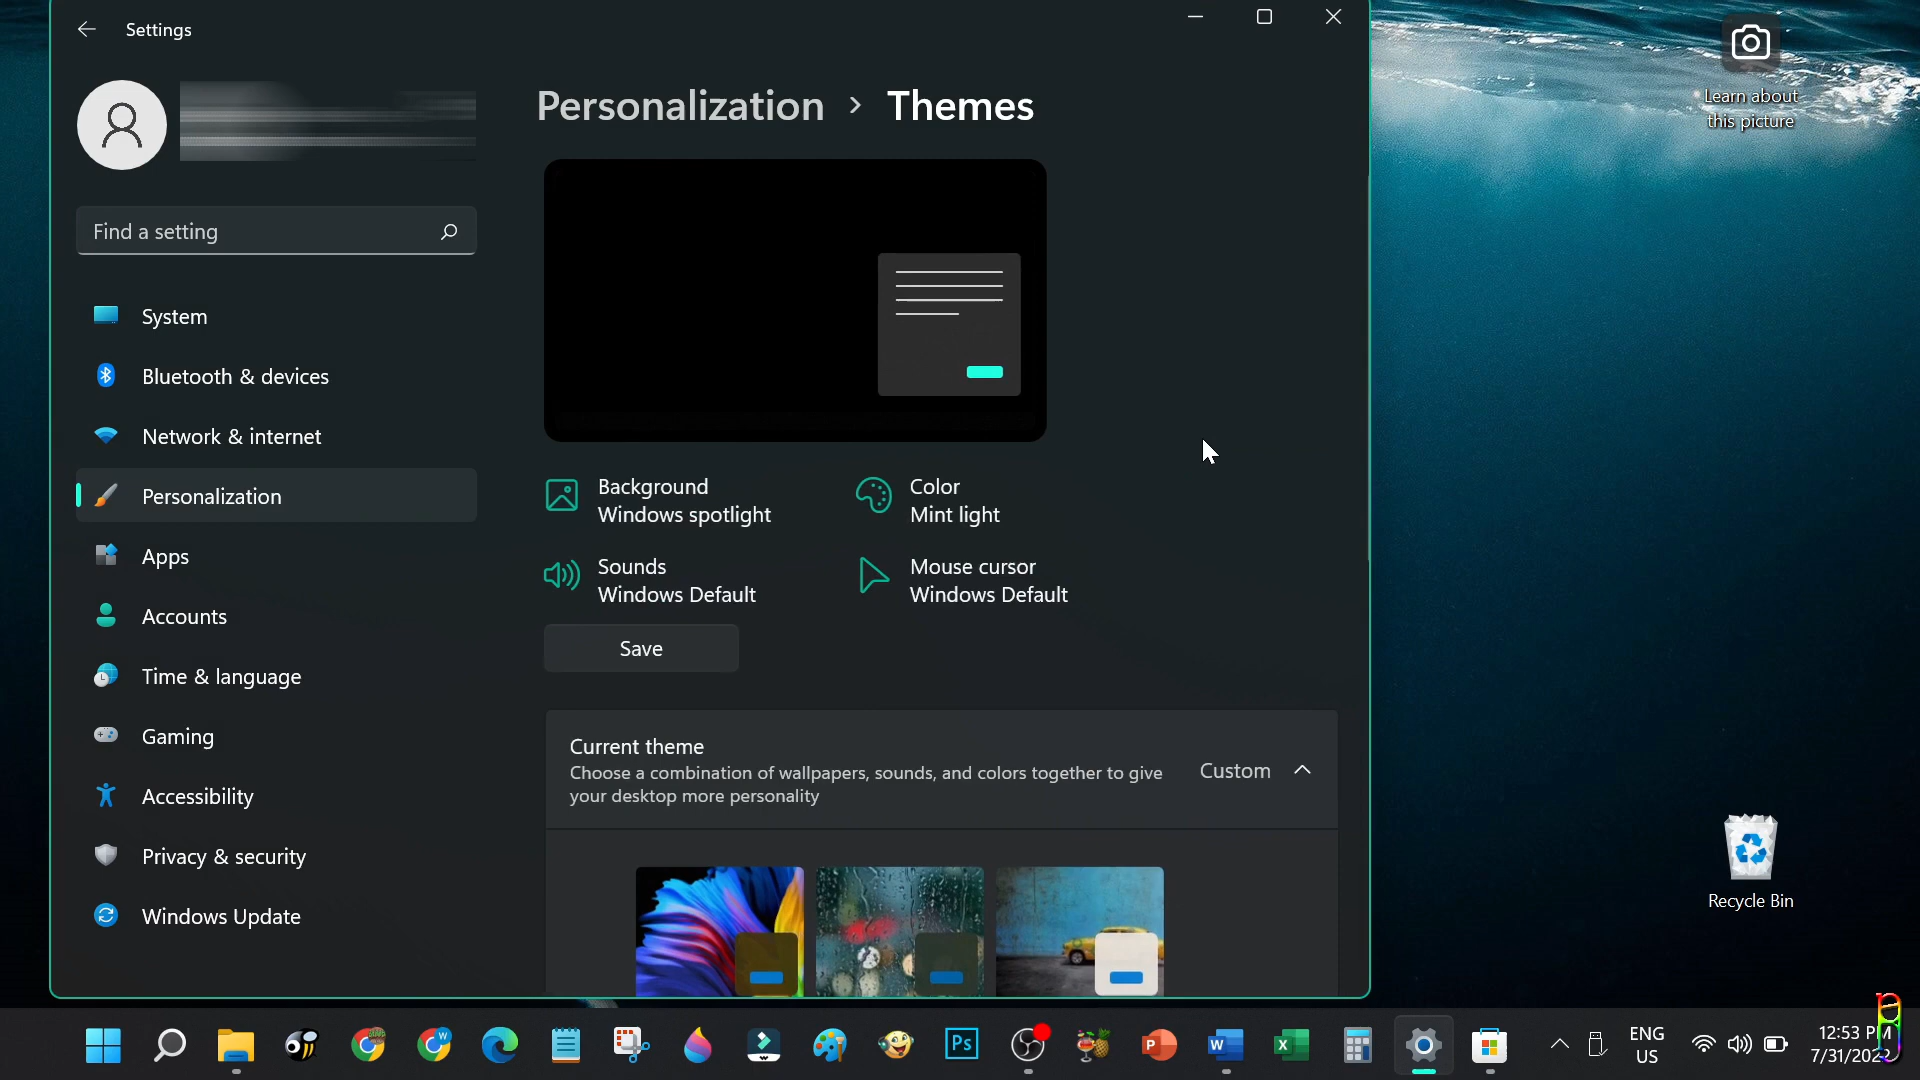 Settings
Find a setting
System
Bluetooth & devices
Network & internet
Personalization
Apps
Accounts
Time & language
Gaming
Accessibility
Privacy & security
Windows Update
Personalization > Themes
Background
Windows spotlight
Color
Mint light
Sounds
Windows Default
Mouse cursor
Windows Default
Save
Current theme
Choose a combination of wallpapers, sounds, and colors together to give
your desktop more personality
Custom
Learn about
this picture
Recycle Bin
W
Ps
P
W
X
ENG
US
12:53 PM